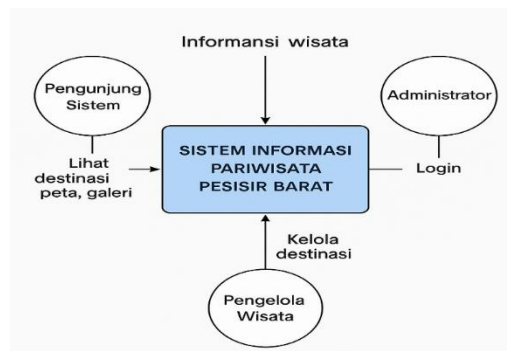 Informansi wisata
Pengunjung
Sistem
Administrator
SISTEM INFORMASI
PARIWISATA
PESISIR BARAT
Lihat
destinasi
peta, galeri
Login
Kelola
destinasi
Pengelola
Wisata